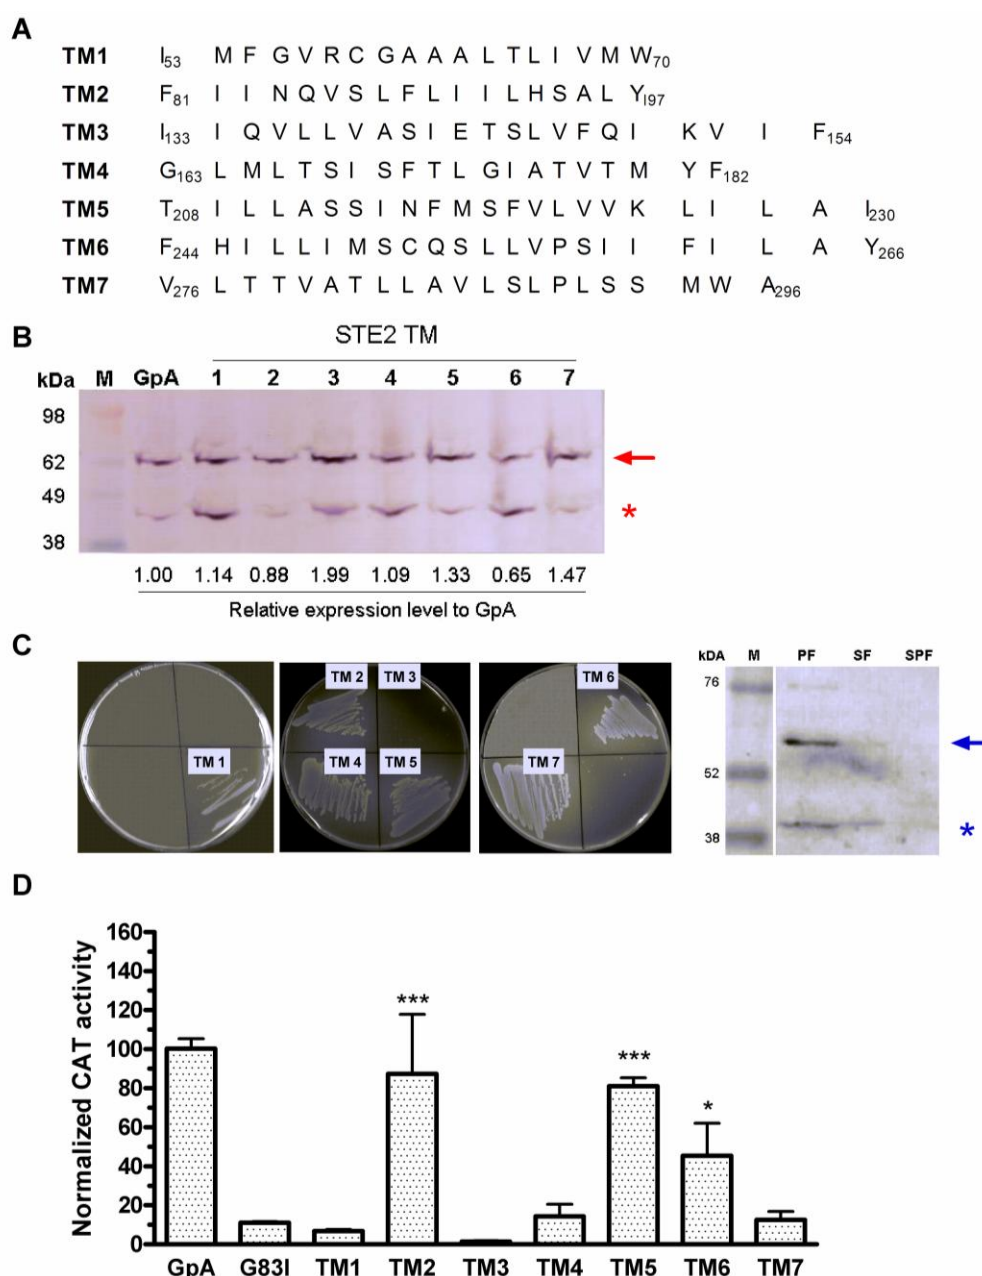 A
TM1 I53 M F G V R C G A A A L T L I V M W70
TM2 F81 I I N Q V S L F L I I L H S A L YI97
TM3 I133 I Q V L L V A S I E T S L V F Q I K V I F154
TM4 G163 L M L T S I S F T L G I A T V T M Y F182
TM5 T208 I L L A S S I N F M S F V L V V K L I L A I230
TM6 F244 H I L L I M S C Q S L L V P S I I F I L A Y266
TM7 V276 L T T V A T L L A V L S L P L S S M W A296
B
STE2 TM
kDa M GpA 1 2 3 4 5 6 7
98
62
49
*
38
1.00 1.14 0.88 1.99 1.09 1.33 0.65 1.47
Relative expression level to GpA
C
TM 1
TM 2 TM 3
TM 4 TM 5
TM 6
TM 7
kDA M PF SF SPF
76
52
38
*
D
Normalized CAT activity
160
140
120
100
80
60
40
20
0
***
***
*
GpA G83I TM1 TM2 TM3 TM4 TM5 TM6 TM7